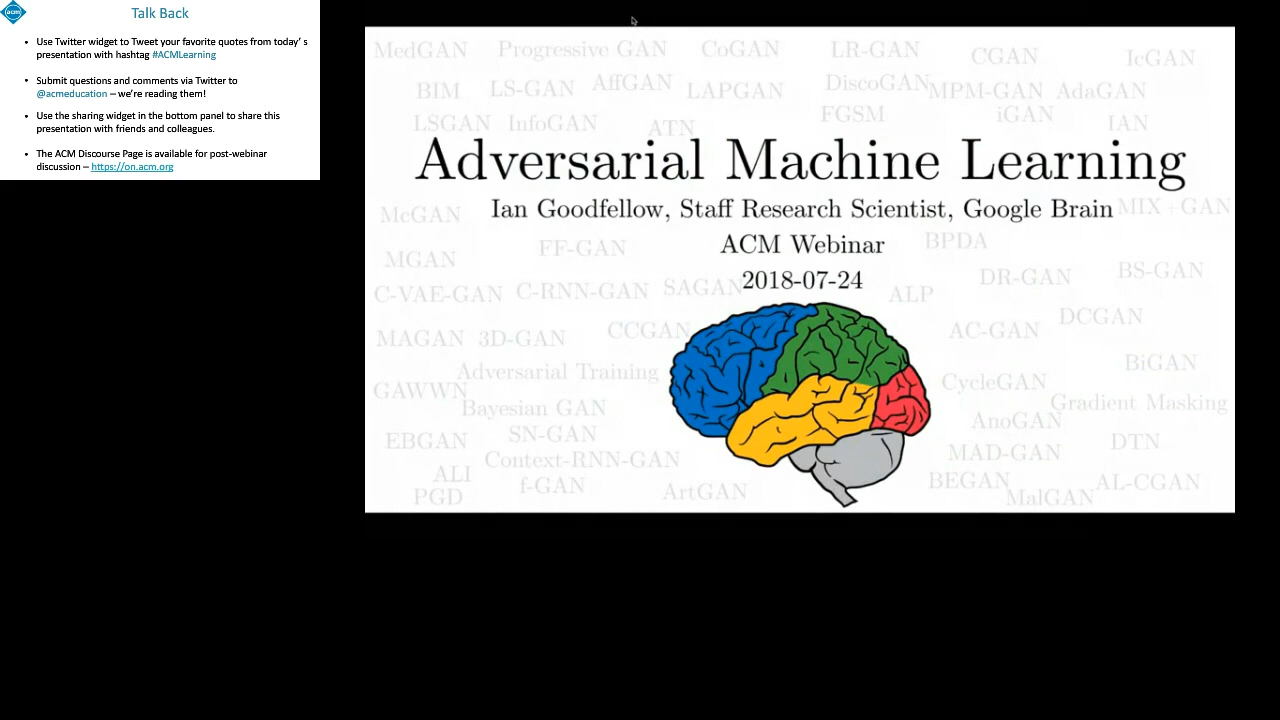 acm
Talk Back
• Use Twitter widget to Tweet your favorite quotes from today' s
presentation with hashtag #ACMLearning
• Submit questions and comments via Twitter to
@acmeducation – we're reading them!
• Use the sharing widget in the bottom panel to share this
presentation with friends and colleagues.
• The ACM Discourse Page is available for post-webinar
discussion – https://on.acm.org
MedGAN Progressive GAN CoGAN LR-GAN CGAN IcGAN
BIM LS-GAN AffGAN LAPGAN DiscoGAN MPM-GAN AdaGAN
LSGAN InfoGAN ATN FGSM iGAN IAN
Adversarial Machine Learning
Ian Goodfellow, Staff Research Scientist, Google Brain
McGAN MIX+GAN
ACM Webinar
MGAN FF-GAN BPDA
2018-07-24
C-VAE-GAN C-RNN-GAN SAGAN ALP DR-GAN BS-GAN
MAGAN 3D-GAN CCGAN AC-GAN DCGAN
Adversarial Training BiGAN
GAWWN CycleGAN
Bayesian GAN Gradient Masking
EBGAN SN-GAN AnoGAN DTN
ALI Context-RNN-GAN MAD-GAN
PGD f-GAN ArtGAN BEGAN MalGAN AL-CGAN